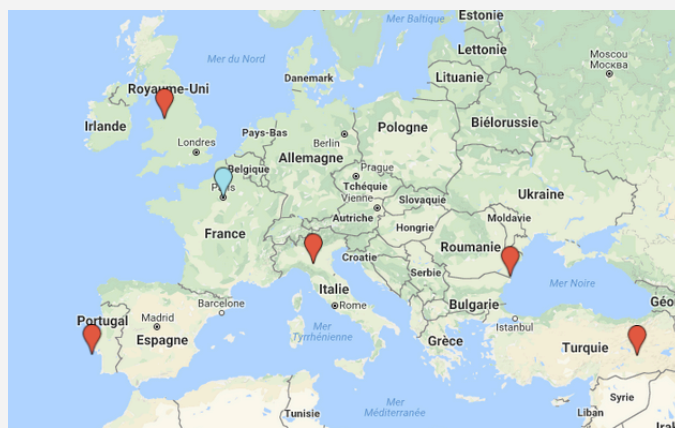 Estonie
Mer Baltique
Lettonie
Moscou
Москва
Mer du Nord
Danemark
Lituanie
Royaume-Uni
Irlande
Biélorussie
Pays-Bas
Berlin
Pologne
Londres
Allemagne
Belgique
Prague
Tchéquie
Ukraine
Paris
Vienne
Slovaquie
Autriche
Moldavie
Hongrie
France
Roumanie
Croatie
Serbie
Mer Noire
Italie
Barcelone
Rome
Bulgarie
Géo
Portugal
Madrid
Istanbul
Espagne
Mer
Tyrrhénienne
Grèce
Turquie
Mer
Méditerranée
Syrie
Tunisie
Liban
Irak